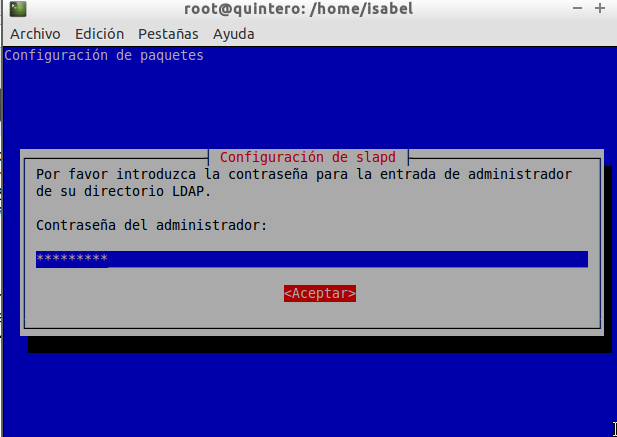 root@quintero: /home/isabel
Archivo Edición Pestañas Ayuda
Configuración de paquetes
Configuración de slapd
Por favor introduzca la contraseña para la entrada de administrador
de su directorio LDAP.
Contraseña del administrador:
*********
<Aceptar>